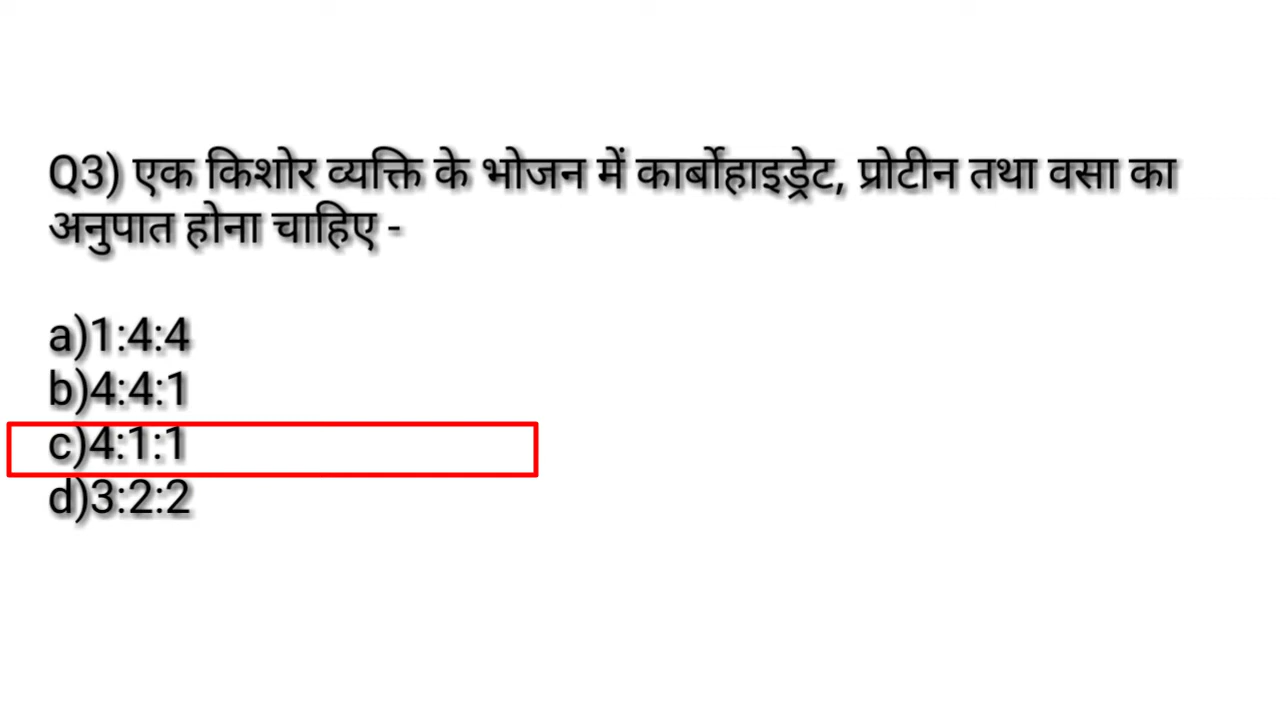 Q3) एक किशोर व्यक्ति के भोजन में कार्बोहाइड्रेट, प्रोटीन तथा वसा का
अनुपात होना चाहिए -
a)1:4:4
b)4:4:1
c)4:1:1
d)3:2:2